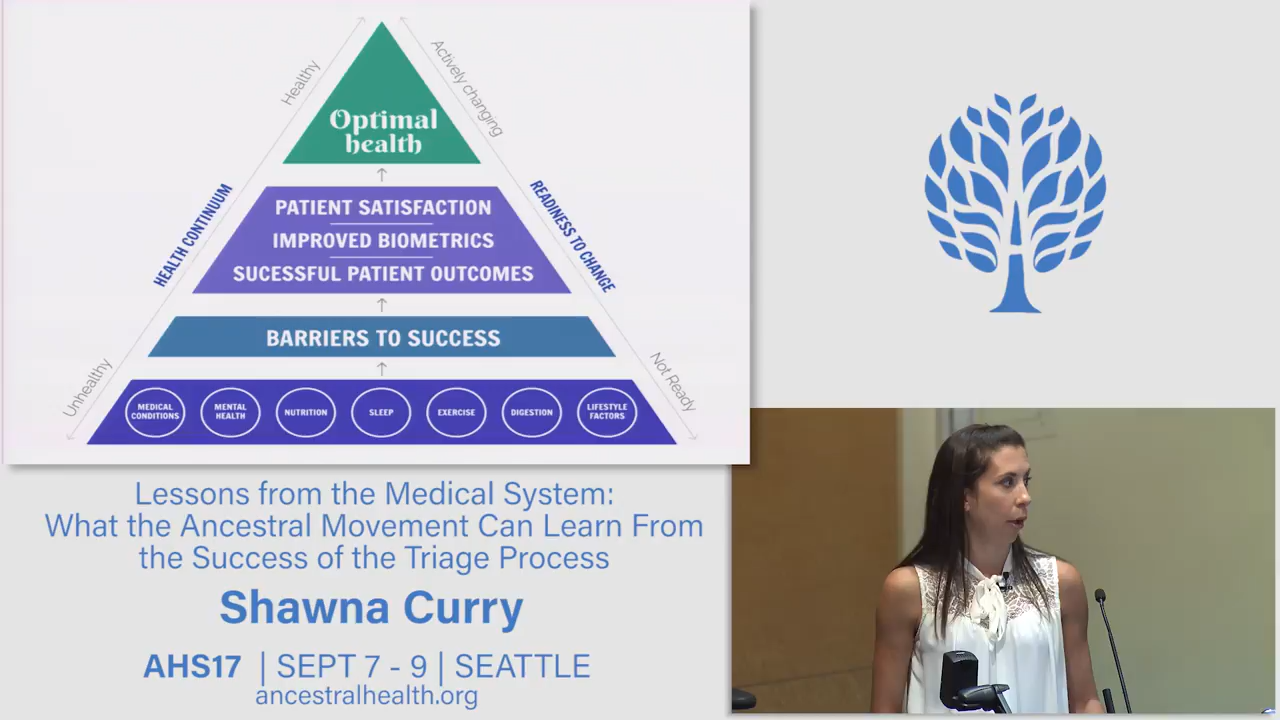 Healthy
Actively changing
Optimal
health
HEALTH CONTINUUM
READINESS TO CHANGE
PATIENT SATISFACTION
IMPROVED BIOMETRICS
SUCESSFUL PATIENT OUTCOMES
BARRIERS TO SUCCESS
Unhealthy
Not Ready
MEDICAL
CONDITIONS
MENTAL
HEALTH
NUTRITION
SLEEP
EXERCISE
DIGESTION
LIFESTYLE
FACTORS
Lessons from the Medical System:
What the Ancestral Movement Can Learn From
the Success of the Triage Process
Shawna Curry
AHS17 | SEPT 7 - 9 | SEATTLE
ancestralhealth.org